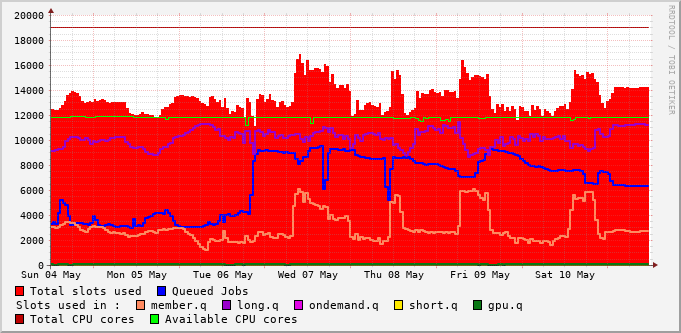 20000
18000
16000
14000
12000
10000
8000
6000
4000
2000
0
Sun 04 May Mon 05 May Tue 06 May Wed 07 May Thu 08 May Fri 09 May Sat 10 May
Total slots used Queued Jobs
Slots used in : member.q long.q ondemand.q short.q gpu.q
Total CPU cores Available CPU cores
RRDTOOL / TOBI OETIKER